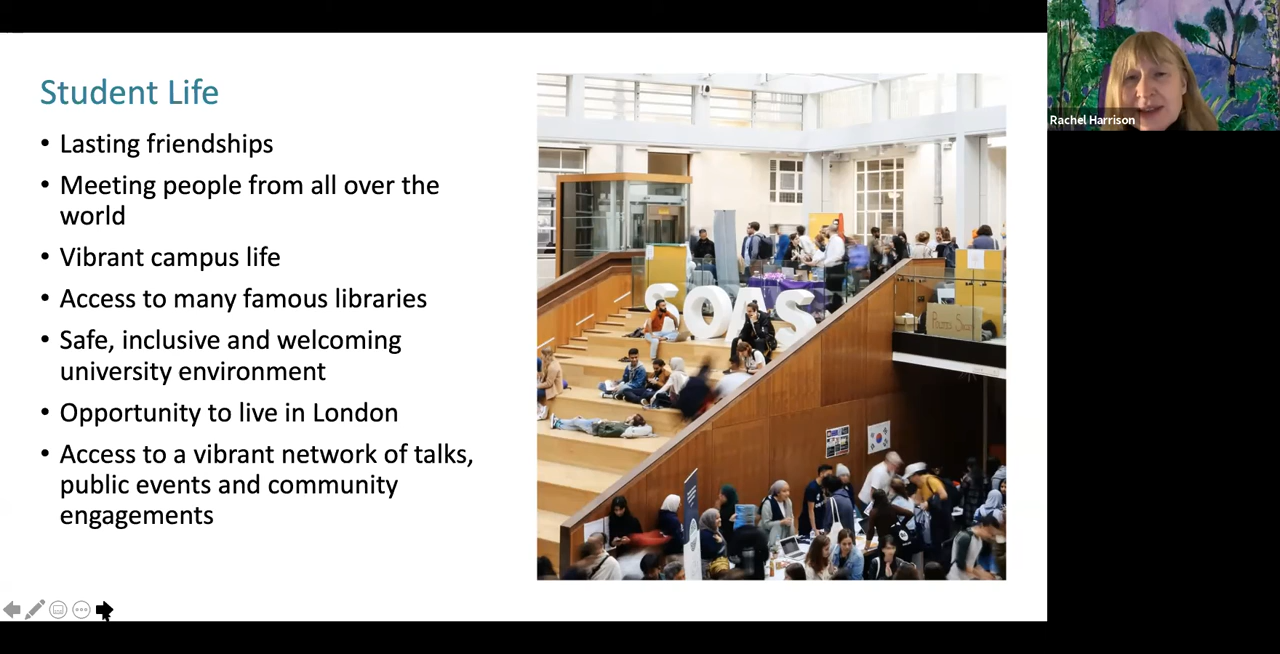 Student Life
• Lasting friendships
• Meeting people from all over the
world
• Vibrant campus life
• Access to many famous libraries
• Safe, inclusive and welcoming
university environment
• Opportunity to live in London
• Access to a vibrant network of talks,
public events and community
engagements
SOAS
Rachel Harrison